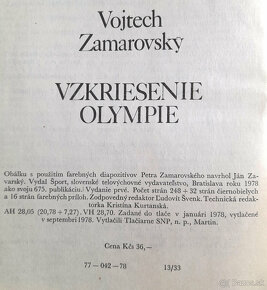 Vojtech
Zamarovský
VZKRIESENIE
OLYMPIE
Obálku s použitím farebných diapozitívov Petra Zamarovského navrhol Ján Za-
varský. Vydal Šport, slovenské telovýchovné vydavateľstvo, Bratislava roku 1978
ako svoju 675. publikáciu. Vydanie prvé. Počet strán 248 + 32 strán čiernobielych
a 16 strán farebných príloh. Zodpovedný redaktor Ľudovít Švenk. Technická redak-
torka Kristína Kurtánska.
AH 28,05 (20,78 + 7,27). VH 28,70. Zadané do tlače v januári 1978, vytlačené
v septembri 1978. Vytlačili Tlačiarne SNP, n. p., Martin.
Cena Kčs 36,—
77—042—78 13/33
bazos.sk